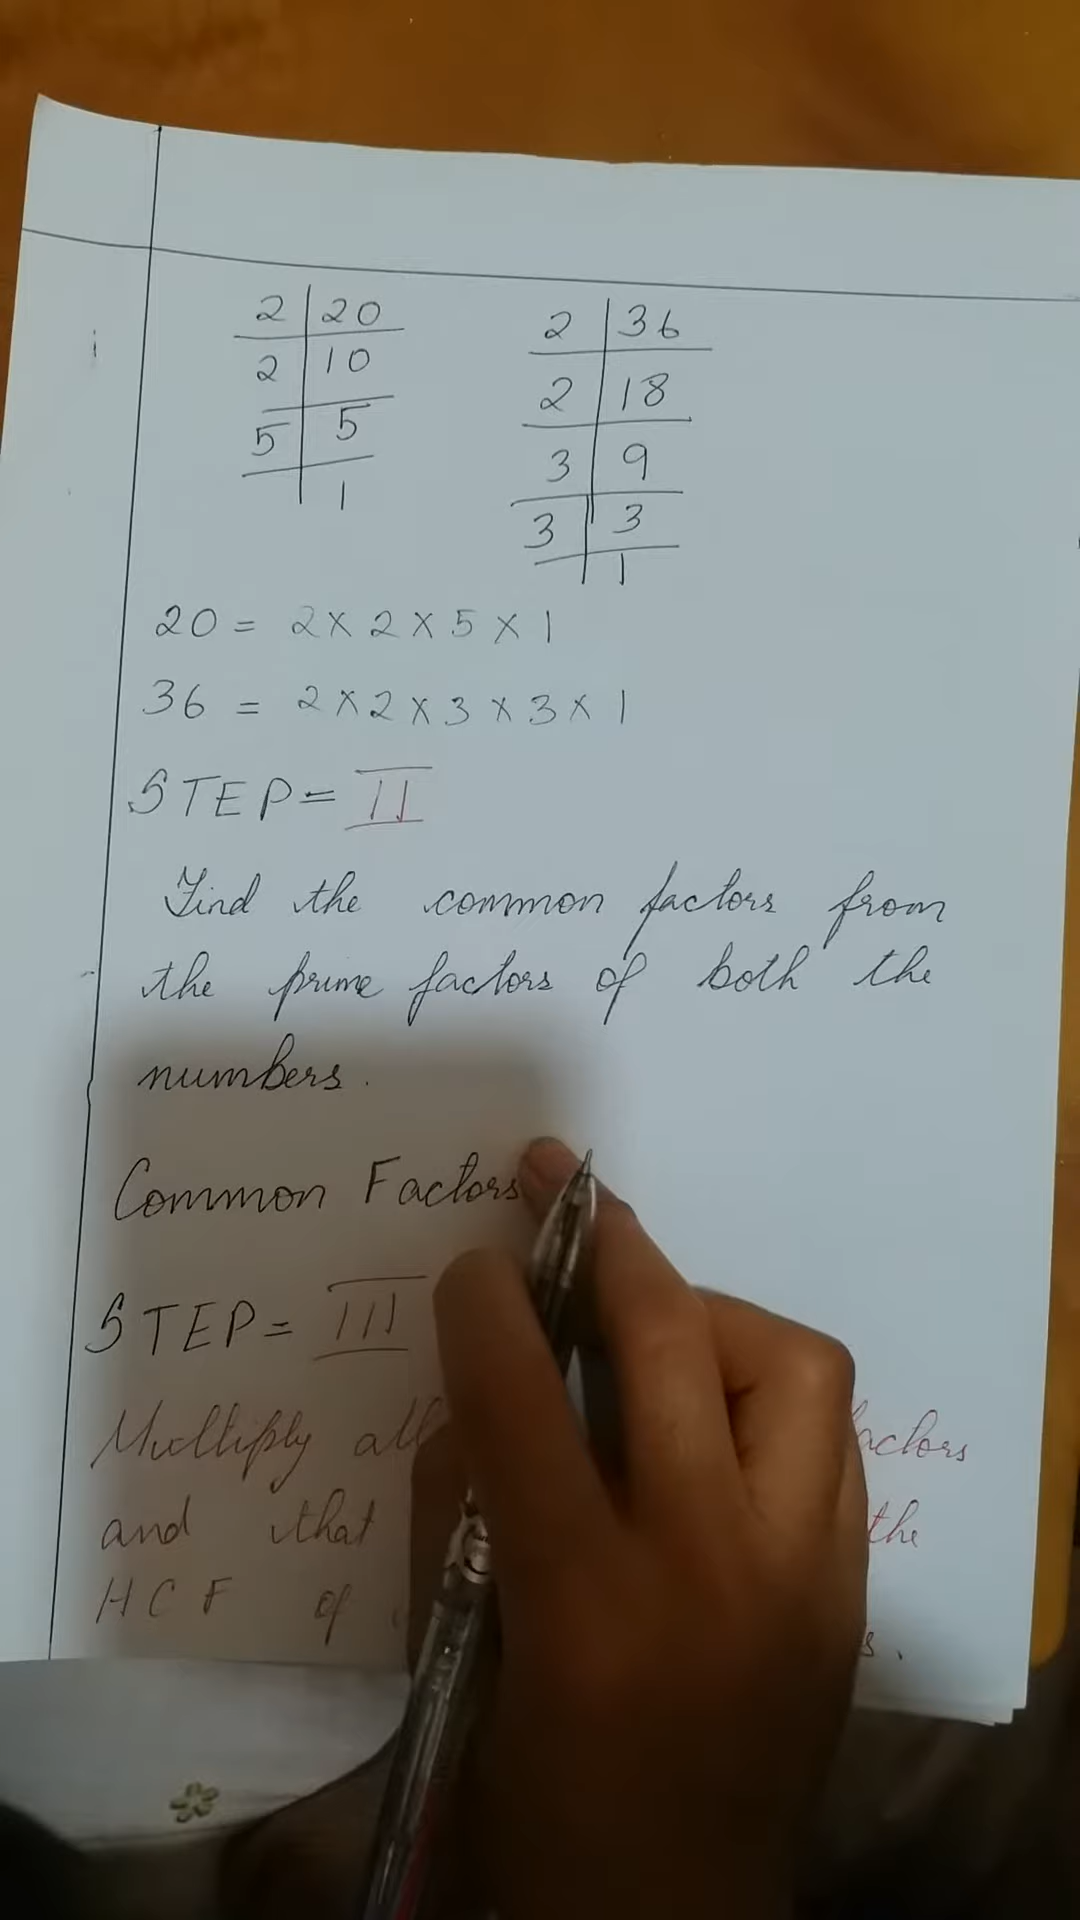 2 | 20
2 | 10
5 | 5
1
2 | 36
2 | 18
3 | 9
3 | 3
1
20 = 2 × 2 × 5 × 1
36 = 2 × 2 × 3 × 3 × 1
STEP = II
Find the common factors from
the prime factors of both the
numbers.
Common Factors
STEP = III
Multiply all
and that the
HCF of